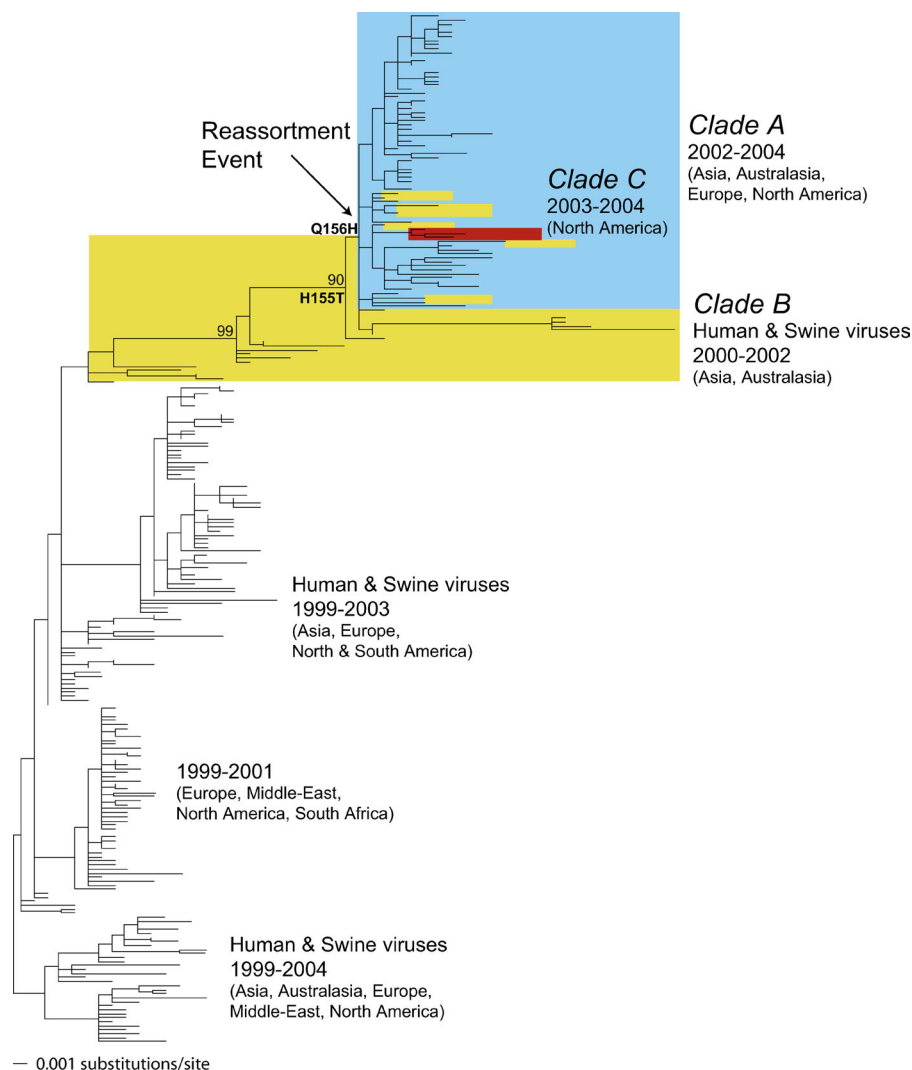 Reassortment
Event
Clade A
2002-2004
(Asia, Australasia,
Europe, North America)
Clade C
2003-2004
(North America)
Q156H
90
H155T
99
Clade B
Human & Swine viruses
2000-2002
(Asia, Australasia)
Human & Swine viruses
1999-2003
(Asia, Europe,
North & South America)
1999-2001
(Europe, Middle-East,
North America, South Africa)
Human & Swine viruses
1999-2004
(Asia, Australasia, Europe,
Middle-East, North America)
0.001 substitutions/site